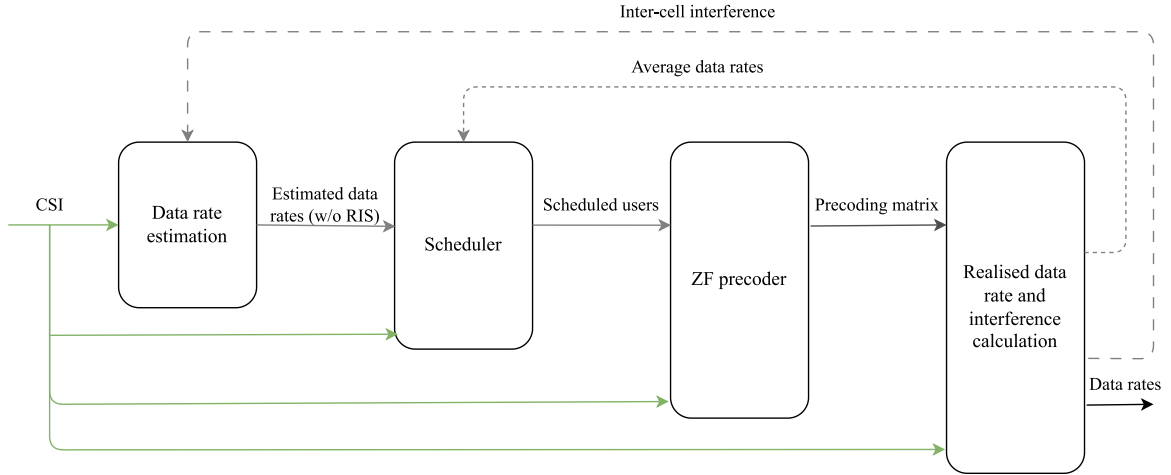 Inter-cell interference
Average data rates
CSI
Data rate
estimation
Estimated data
rates (w/o RIS)
Scheduler
Scheduled users
ZF precoder
Precoding matrix
Realised data
rate and
interference
calculation
Data rates